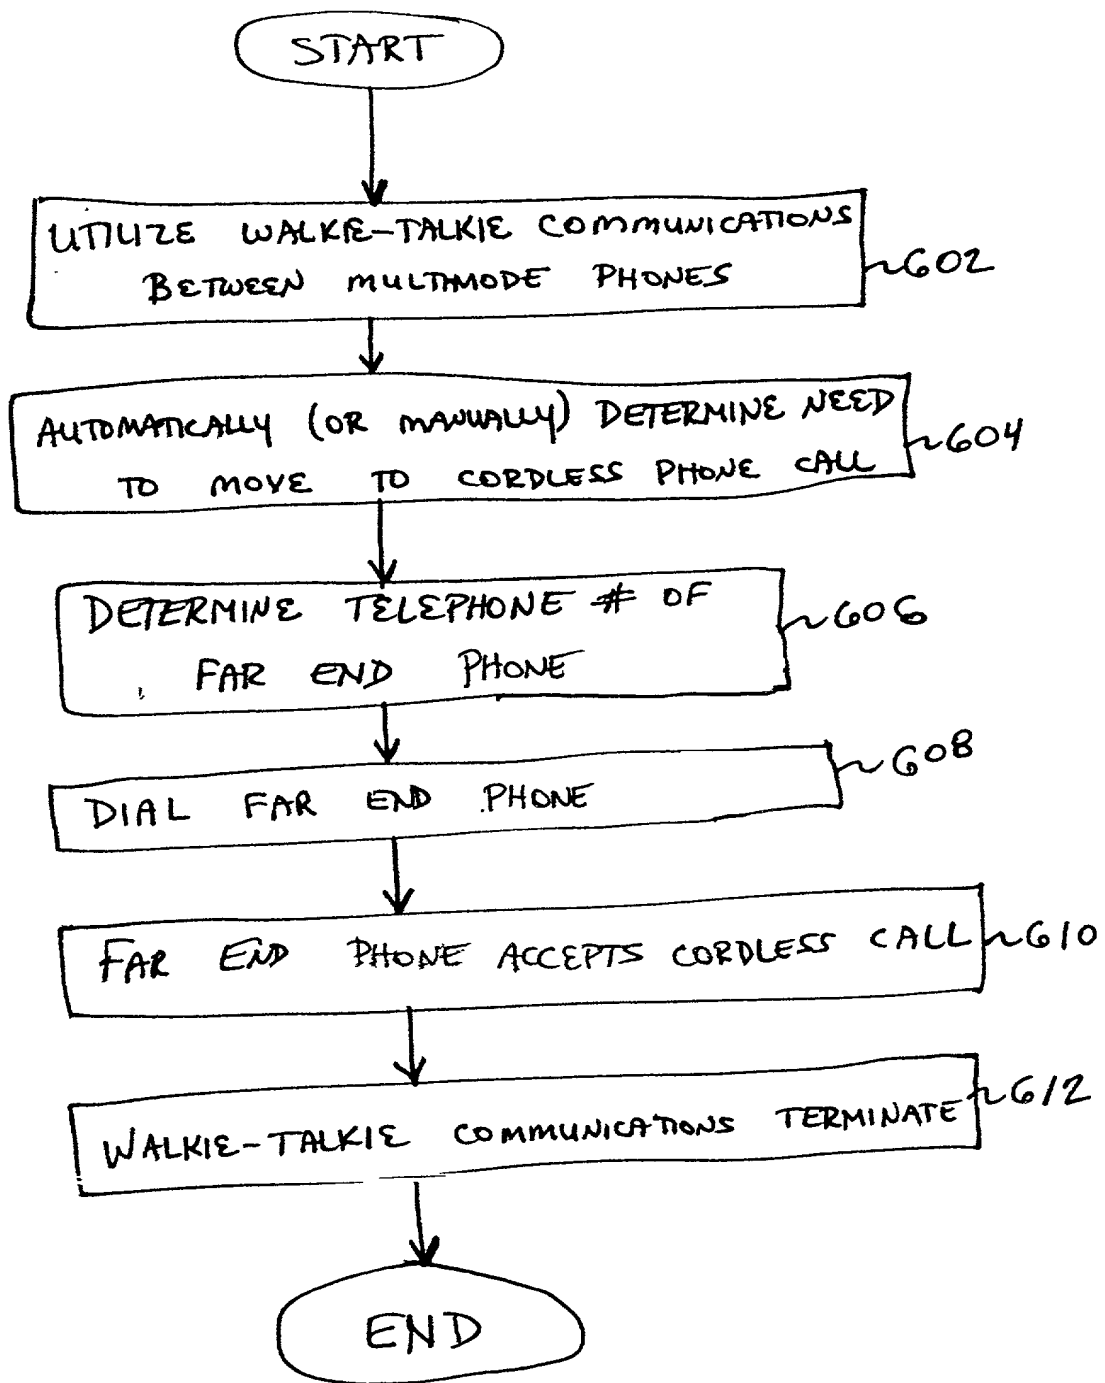 START
UTILIZE WALKIE-TALKIE COMMUNICATIONS
BETWEEN MULTIMODE PHONES
602
AUTOMATICALLY (OR MANUALLY) DETERMINE NEED
TO MOVE TO CORDLESS PHONE CALL
604
DETERMINE TELEPHONE # OF
FAR END PHONE
606
DIAL FAR END PHONE
608
FAR END PHONE ACCEPTS CORDLESS CALL
610
WALKIE-TALKIE COMMUNICATIONS TERMINATE
612
END